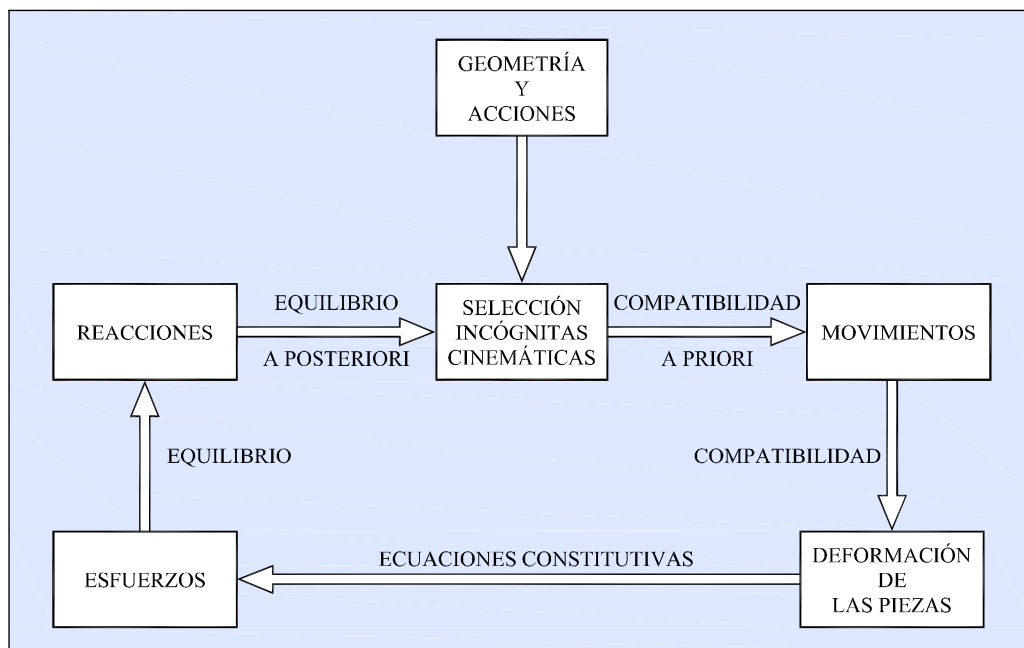 GEOMETRÍA
Y
ACCIONES
REACCIONES
EQUILIBRIO
A POSTERIORI
SELECCIÓN
INCÓGNITAS
CINEMÁTICAS
COMPATIBILIDAD
A PRIORI
MOVIMIENTOS
EQUILIBRIO
COMPATIBILIDAD
ESFUERZOS
ECUACIONES CONSTITUTIVAS
DEFORMACIÓN
DE
LAS PIEZAS